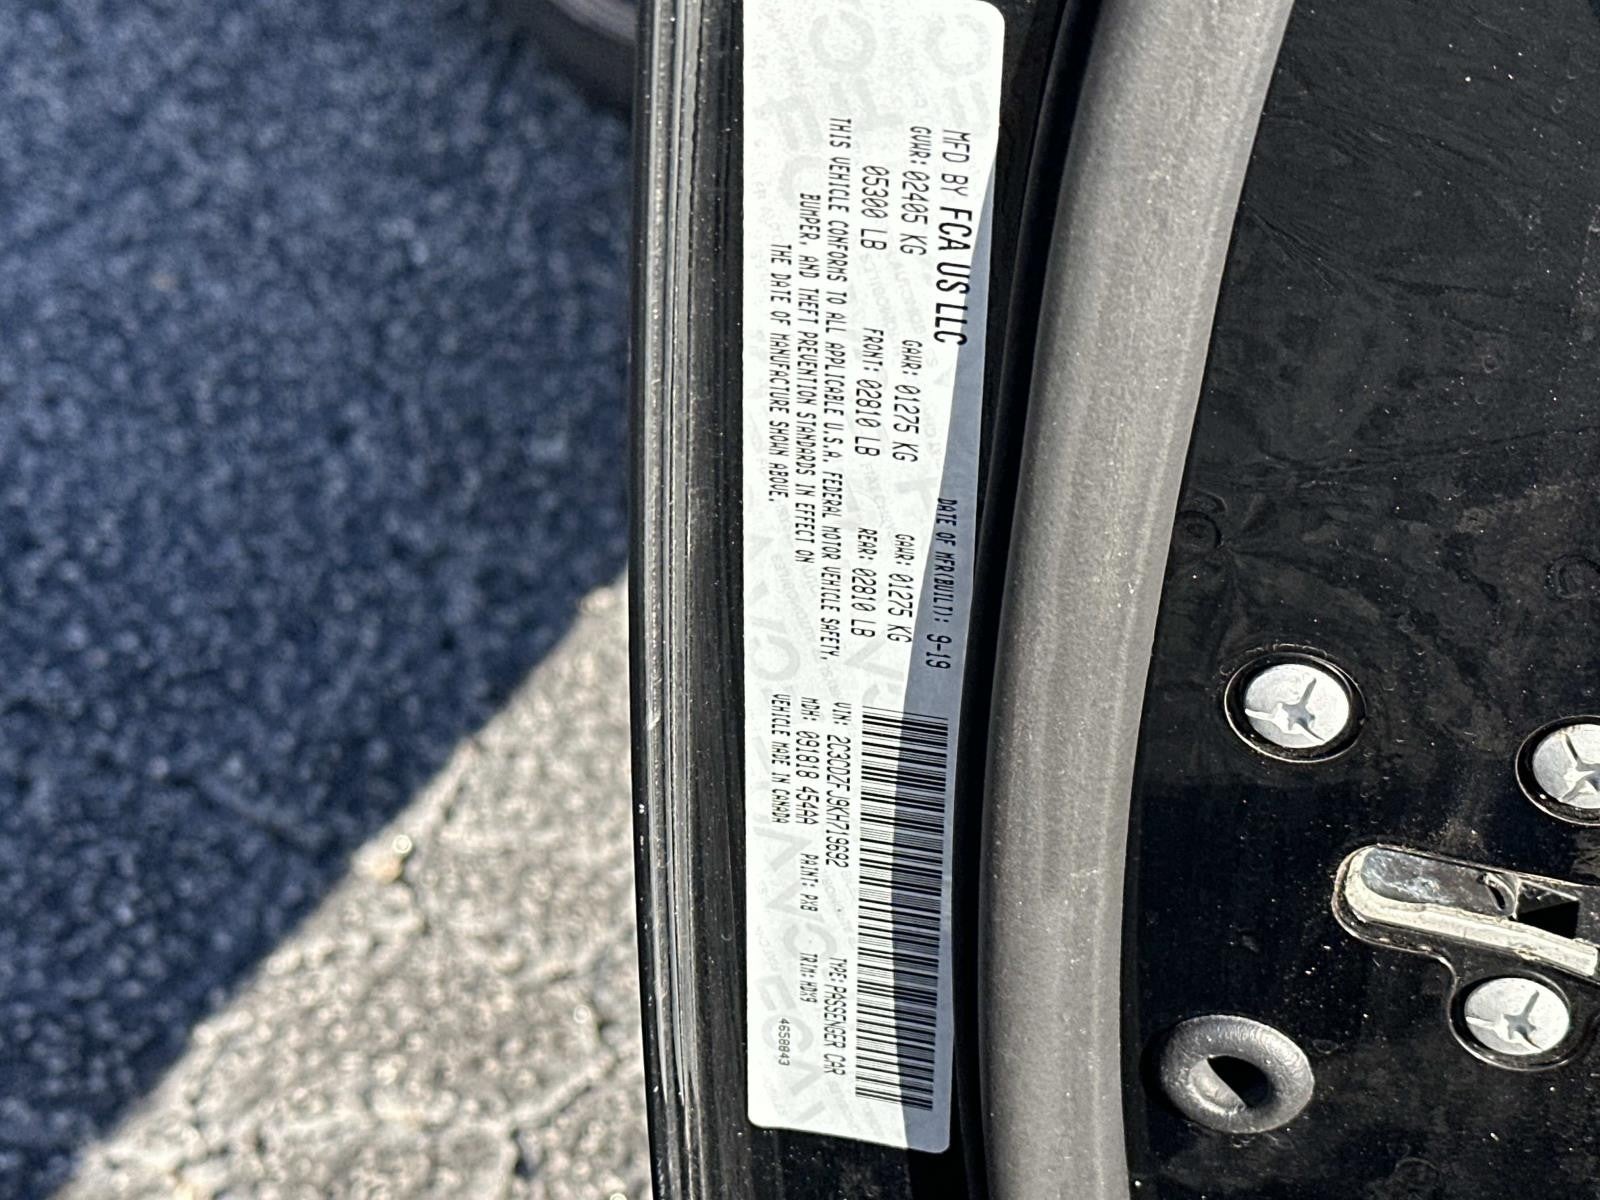 MFD BY FCA US LLC DATE OF MFR(BUILT): 9-19
GVWR: 02405 KG GAWR: 01275 KG GAWR: 01275 KG
05300 LB FRONT: 02810 LB REAR: 02810 LB
THIS VEHICLE CONFORMS TO ALL APPLICABLE U.S.A. FEDERAL MOTOR VEHICLE SAFETY,
BUMPER, AND THEFT PREVENTION STANDARDS IN EFFECT ON
THE DATE OF MANUFACTURE SHOWN ABOVE.
VIN: 2C3CDZFJ9KH719692 TYPE: PASSENGER CAR
MDH: 091818 454AA PAINT: PX8 TRIM: HDX9
VEHICLE MADE IN CANADA 4658843